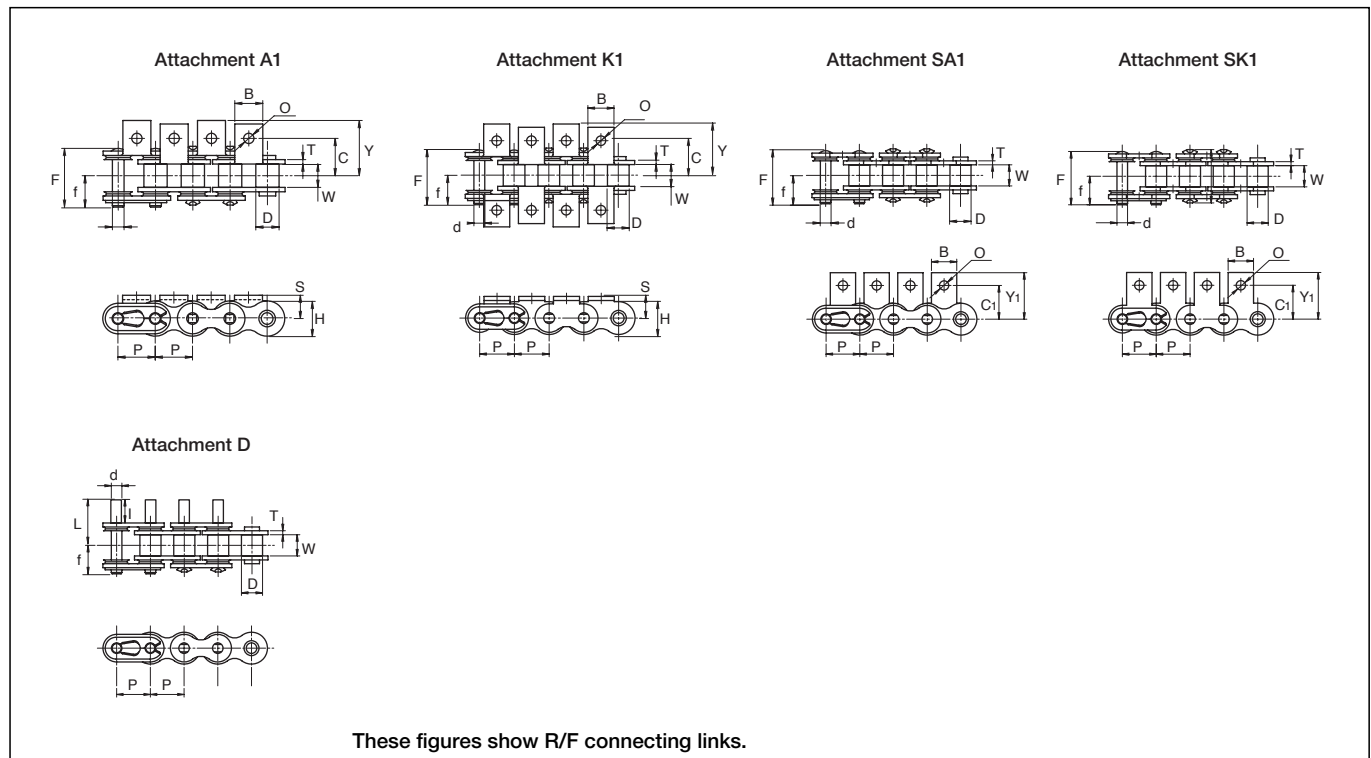 Attachment A1
Attachment K1
Attachment SA1
Attachment SK1
B
O
T
C
Y
F
f
W
D
S
H
P P
B
O
T
C
Y
F
f
W
d
D
S
H
P P
T
F
f
W
d
D
B
O
C1
Y1
P P
T
F
f
W
d
D
B
O
C1
Y1
P P
Attachment D
d
L
l
T
W
f
D
P P
These figures show R/F connecting links.